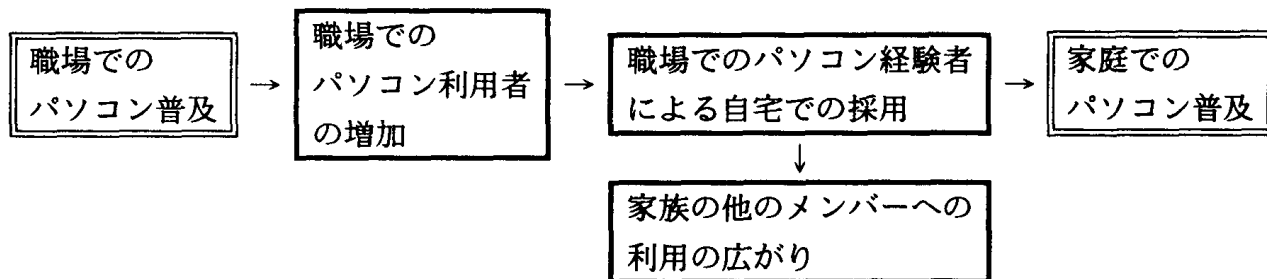 職場での
パソコン普及
→
職場での
パソコン利用者
の増加
→
職場でのパソコン経験者
による自宅での採用
→
家庭での
パソコン普及
↓
家族の他のメンバーへの
利用の広がり